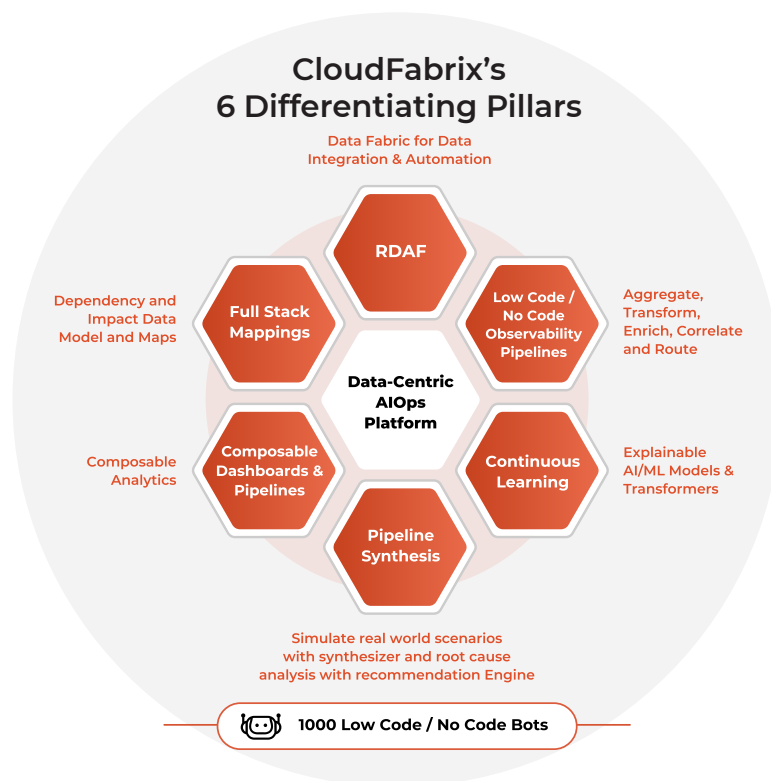 CloudFabrix’s
6 Differentiating Pillars
Data Fabric for Data
Integration & Automation
RDAF
Low Code /
No Code
Observability
Pipelines
Aggregate,
Transform,
Enrich, Correlate
and Route
Continuous
Learning
Explainable
AI/ML Models &
Transformers
Pipeline
Synthesis
Simulate real world scenarios
with synthesizer and root cause
analysis with recommendation Engine
Composable
Dashboards &
Pipelines
Composable
Analytics
Full Stack
Mappings
Dependency and
Impact Data
Model and Maps
Data-Centric
AIOps
Platform
1000 Low Code / No Code Bots